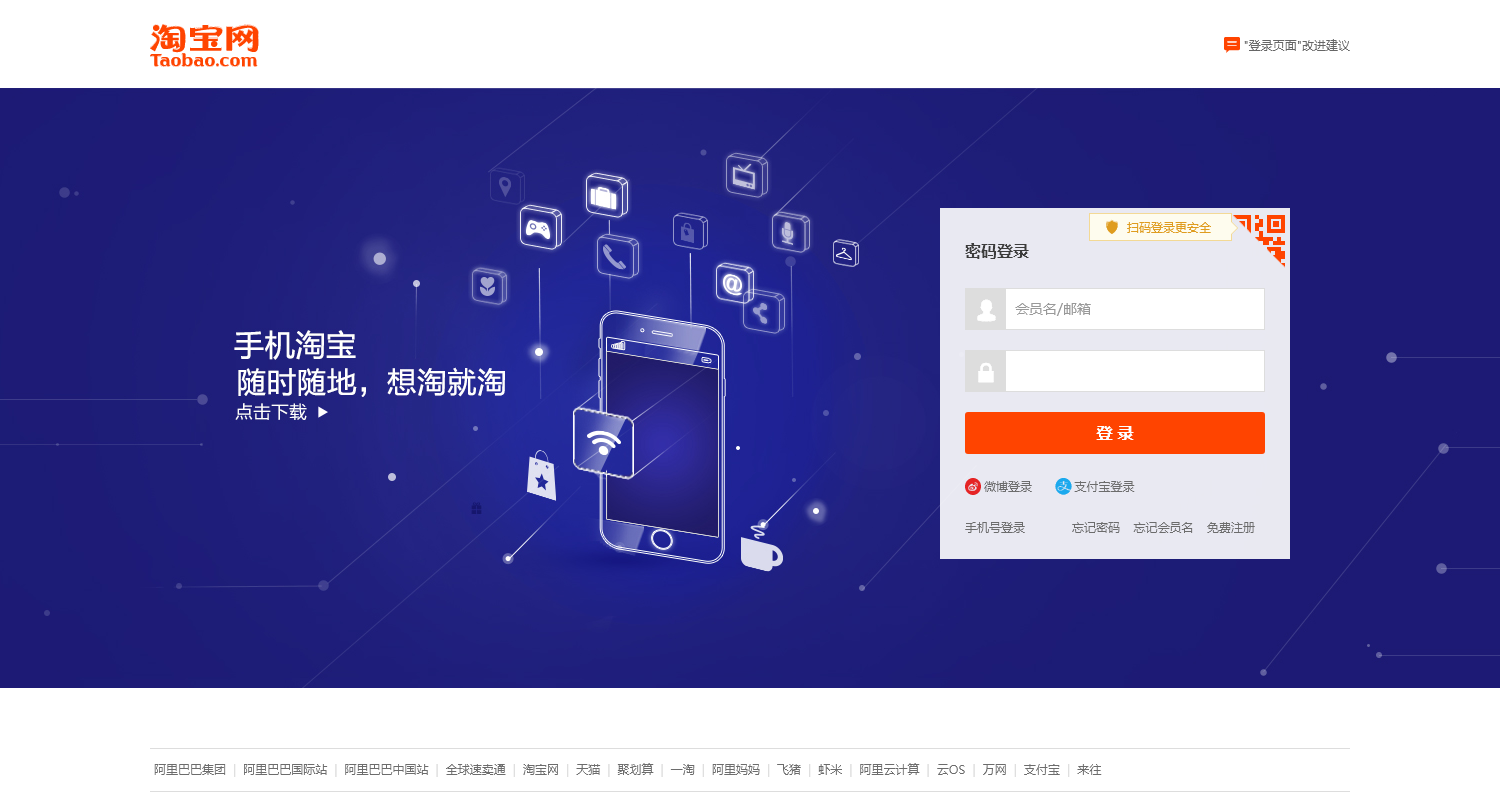 淘宝网
Taobao.com
"登录页面"改进建议
扫码登录更安全
密码登录
会员名/邮箱
手机淘宝
随时随地，想淘就淘
点击下载
@
登 录
微博登录 支付宝登录
手机号登录 忘记密码 忘记会员名 免费注册
阿里巴巴集团 | 阿里巴巴国际站 | 阿里巴巴中国站 | 全球速卖通 | 淘宝网 | 天猫 | 聚划算 | 一淘 | 阿里妈妈 | 飞猪 | 虾米 | 阿里云计算 | 云OS | 万网 | 支付宝 | 来往